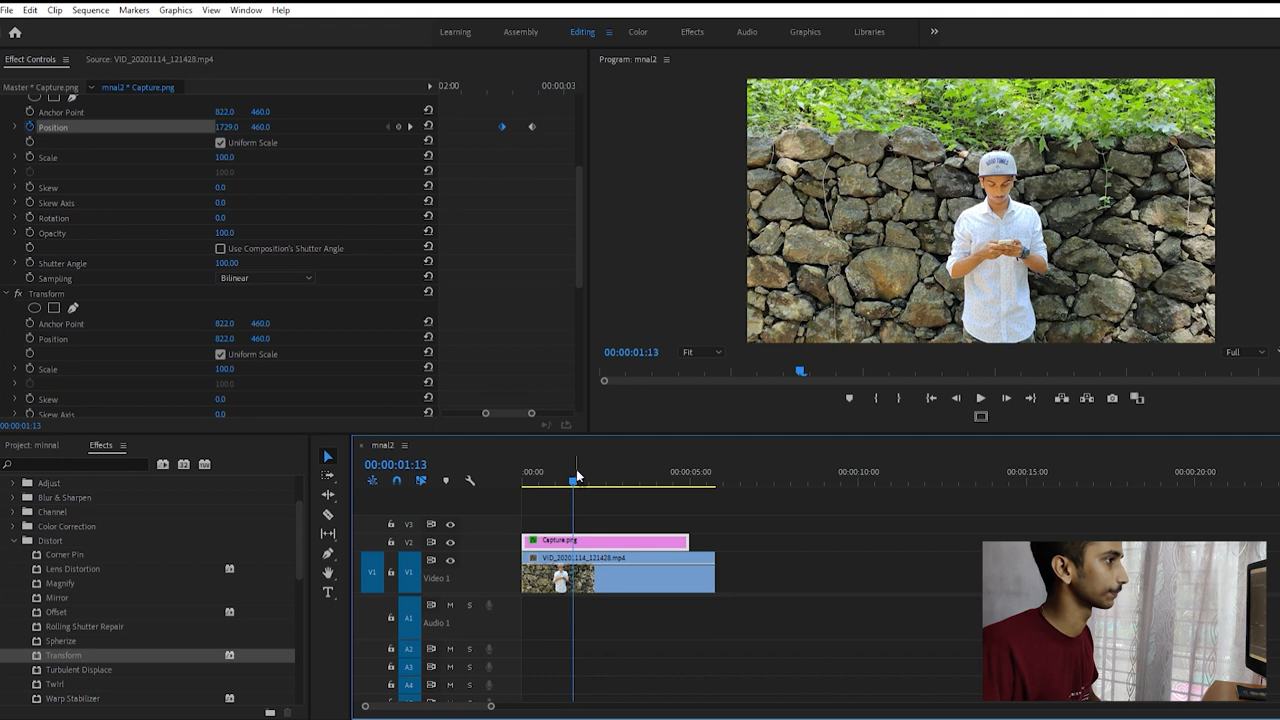 File Edit Clip Sequence Markers Graphics View Window Help
Learning Assembly Editing Color Effects Audio Graphics Libraries
Effect Controls Source: VID_20201114_121428.mp4
Program: mnal2
Master * Capture.png mnal2 * Capture.png
:02:00 00:00:03
Anchor Point 822.0 460.0
Position 1729.0 460.0
Uniform Scale
Scale 100.0
100.0
Skew 0.0
Skew Axis 0.0
Rotation 0.0
Opacity 100.0
Use Composition's Shutter Angle
Shutter Angle 100.00
Sampling Bilinear
fx Transform
Anchor Point 822.0 460.0
Position 822.0 460.0
Uniform Scale
Scale 100.0
100.0
Skew 0.0
Skew Axis 0.0
00:00:01:13
GOOD TIMES
00:00:01:13 Fit Full
Project: minnal Effects
Adjust
Blur & Sharpen
Channel
Color Correction
Distort
Corner Pin
Lens Distortion
Magnify
Mirror
Offset
Rolling Shutter Repair
Spherize
Transform
Turbulent Displace
Twirl
Warp Stabilizer
mnal2
00:00:01:13
:00:00 00:00:05 00:00:10 00:00:15 00:00:20
V3
V2 Capture.png
V1 V1 Video 1 VID_20201114_121428.mp4
A1 M S Audio 1
A2 M S
A3 M S
A4 M S